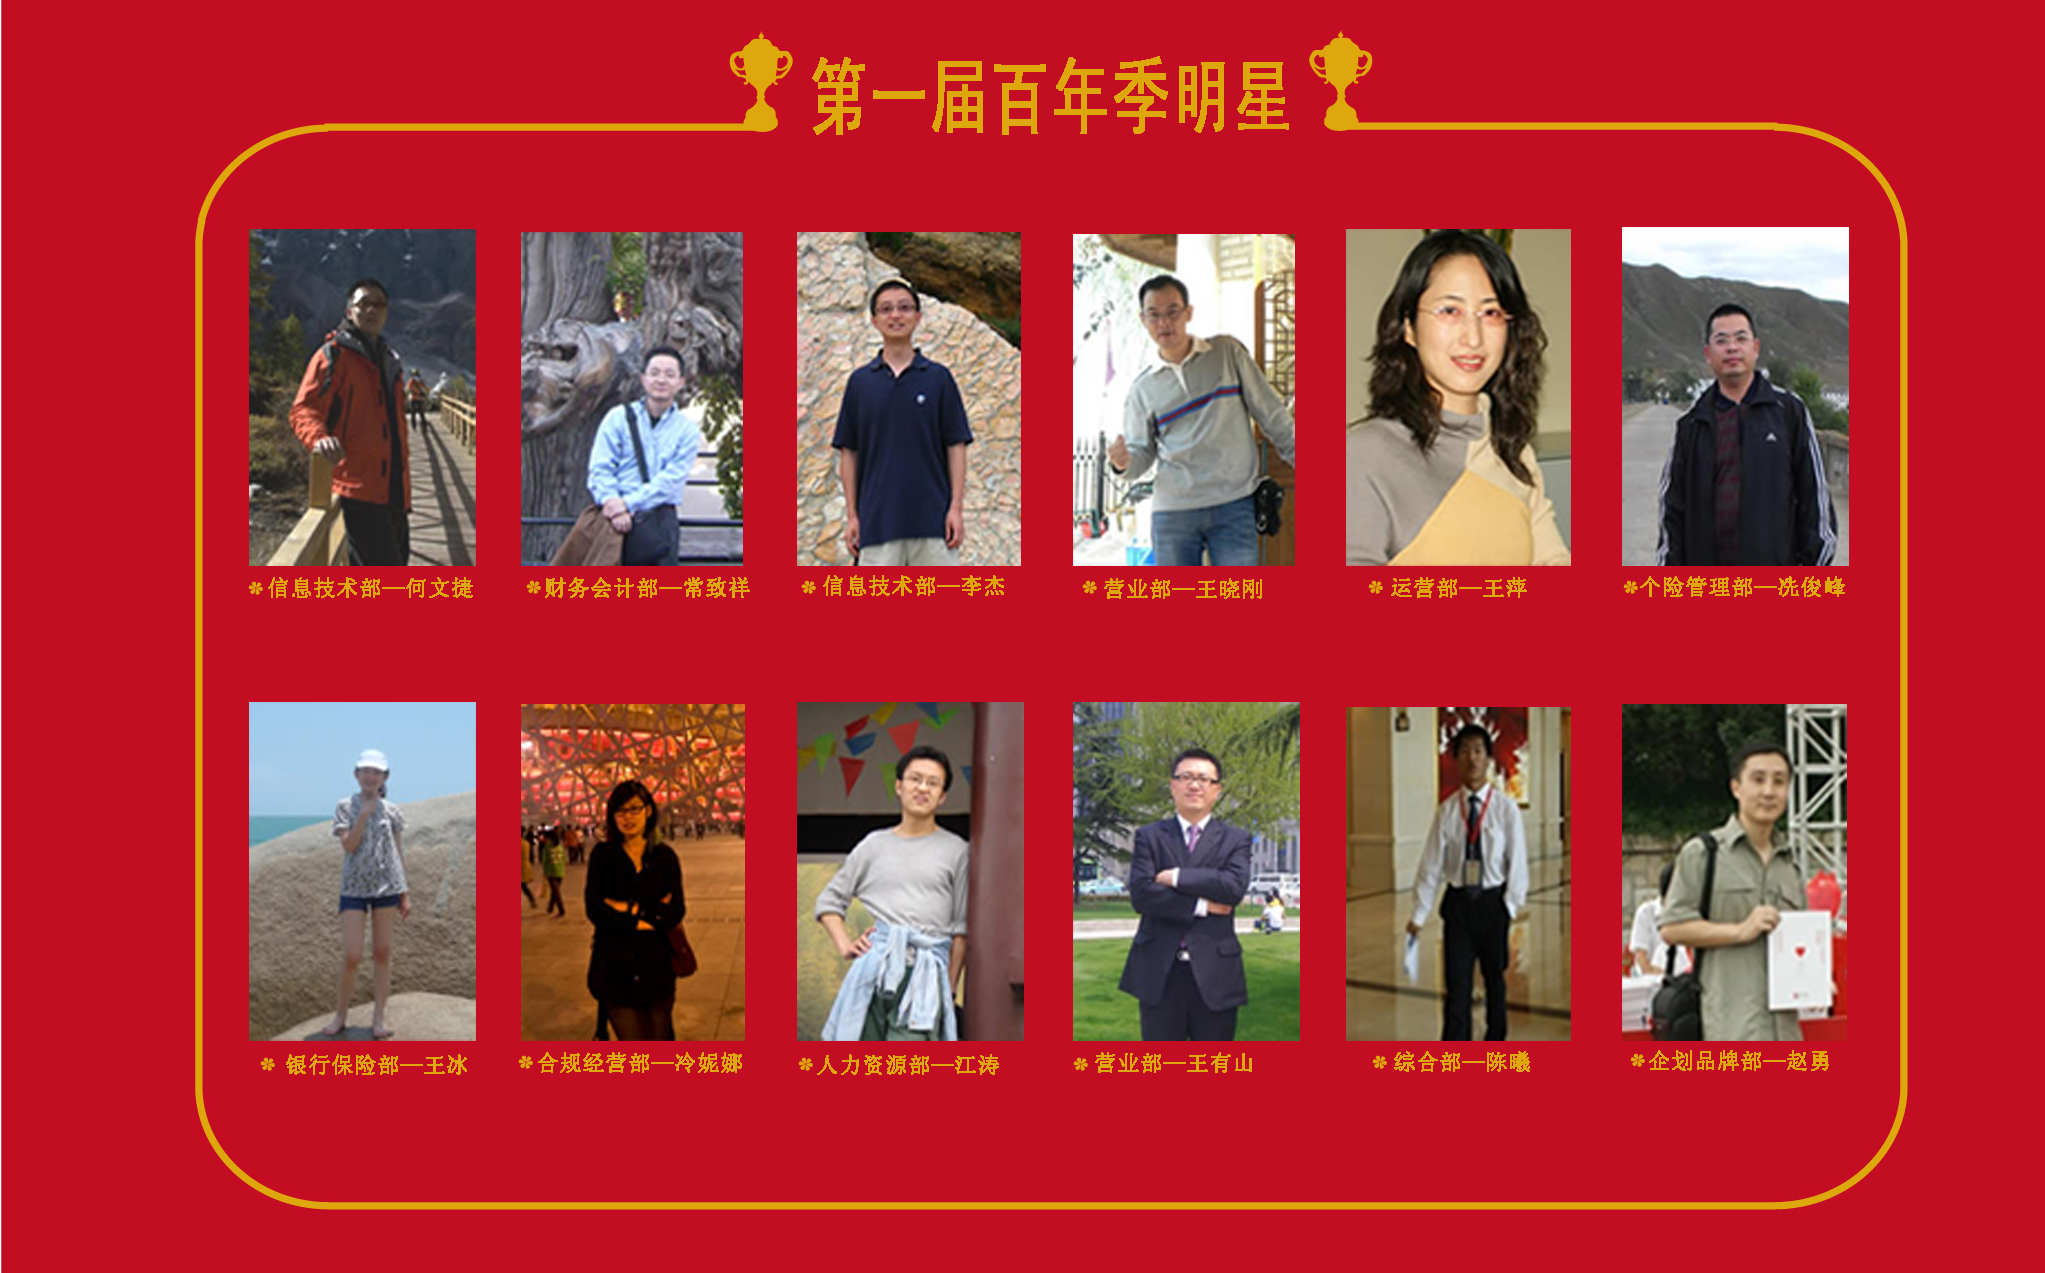 第一届百年季明星
信息技术部—何文捷
财务会计部—常致祥
信息技术部—李杰
营业部—王晓刚
运营部—王萍
个险管理部—冼俊峰
银行保险部—王冰
合规经营部—冷妮娜
人力资源部—江涛
营业部—王有山
综合部—陈曦
企划品牌部—赵勇